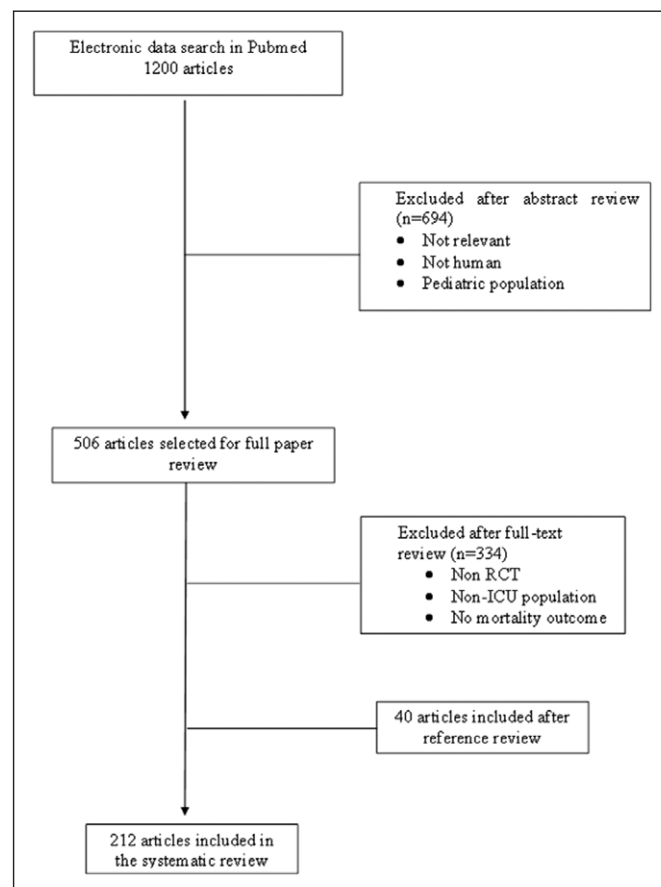 Electronic data search in Pubmed
1200 articles
Excluded after abstract review
(n=694)
● Not relevant
● Not human
● Pediatric population
506 articles selected for full paper
review
Excluded after full-text
review (n=334)
● Non RCT
● Non-ICU population
● No mortality outcome
40 articles included after
reference review
212 articles included in
the systematic review